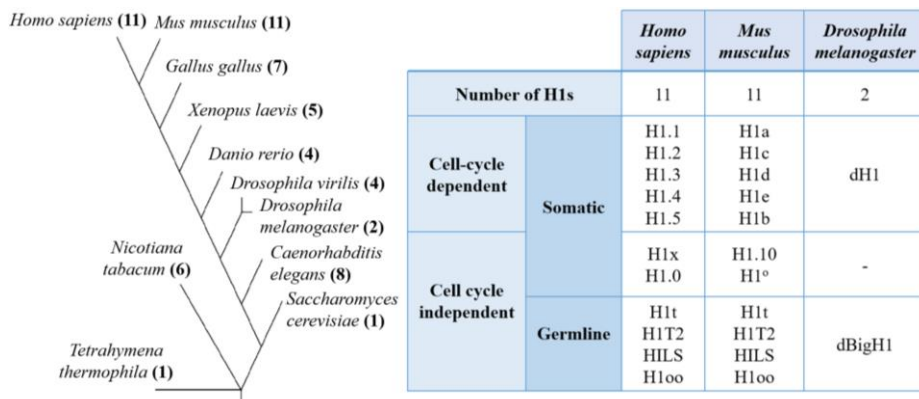 Homo sapiens (11) Mus musculus (11)
Gallus gallus (7)
Xenopus laevis (5)
Danio rerio (4)
Drosophila virilis (4)
Drosophila
melanogaster (2)
Nicotiana
tabacum (6)
Caenorhabditis
elegans (8)
Saccharomyces
cerevisiae (1)
Tetrahymena
thermophila (1)
Homo
sapiens
Mus
musculus
Drosophila
melanogaster
Number of H1s 11 11 2
Cell-cycle
dependent
Somatic
H1.1
H1.2
H1.3
H1.4
H1.5
H1a
H1c
H1d
H1e
H1b
dH1
Cell cycle
independent
H1x
H1.0
H1.10
H1º
-
Germline
H1t
H1T2
HILS
H1oo
H1t
H1T2
HILS
H1oo
dBigH1